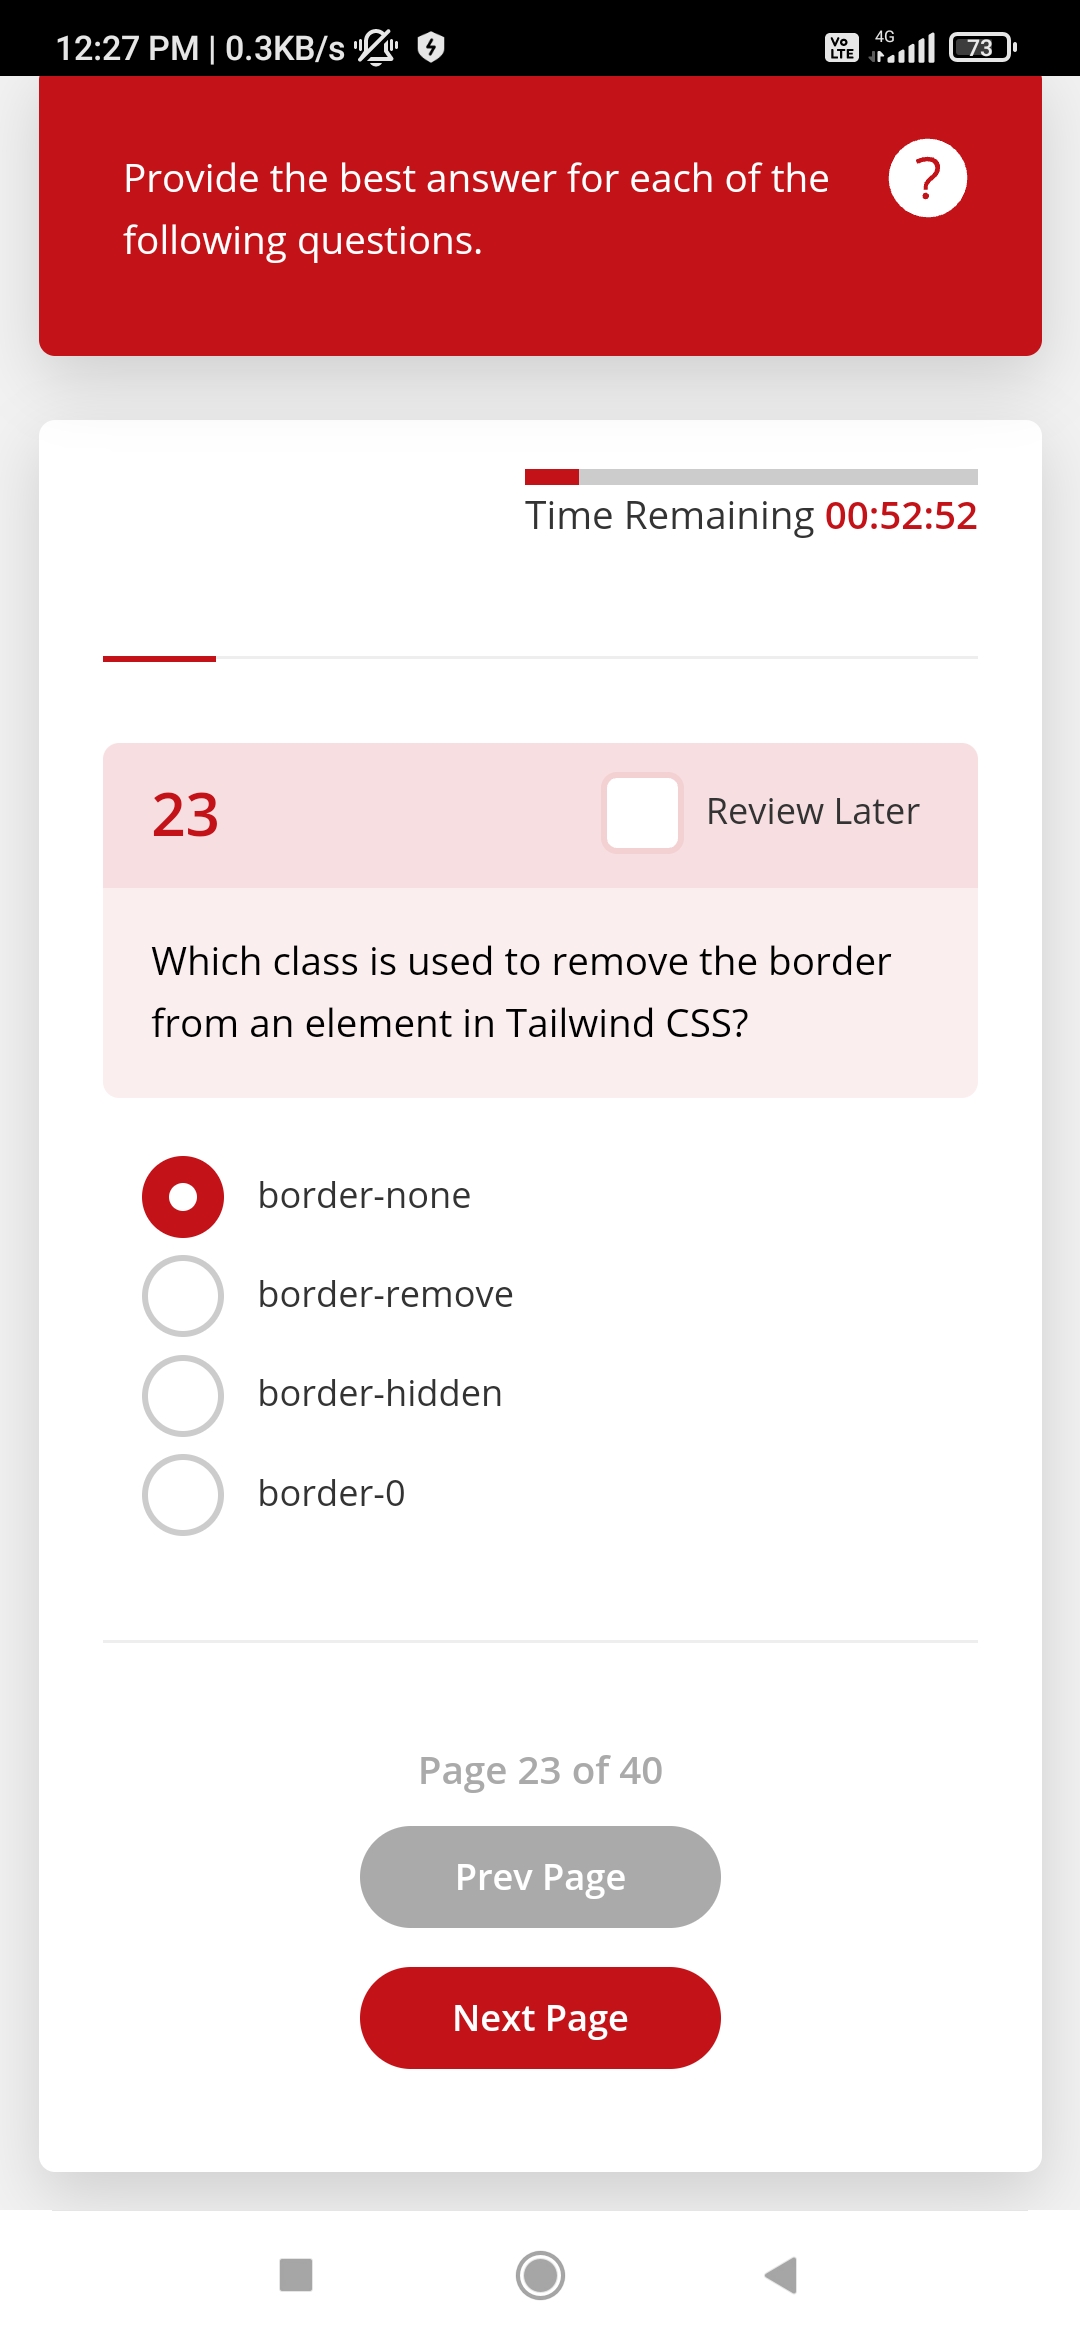 12:27 PM | 0.3KB/s
Vo LTE 4G 73
Provide the best answer for each of the
following questions.
?
Time Remaining 00:52:52
23
Review Later
Which class is used to remove the border
from an element in Tailwind CSS?
border-none
border-remove
border-hidden
border-0
Page 23 of 40
Prev Page
Next Page